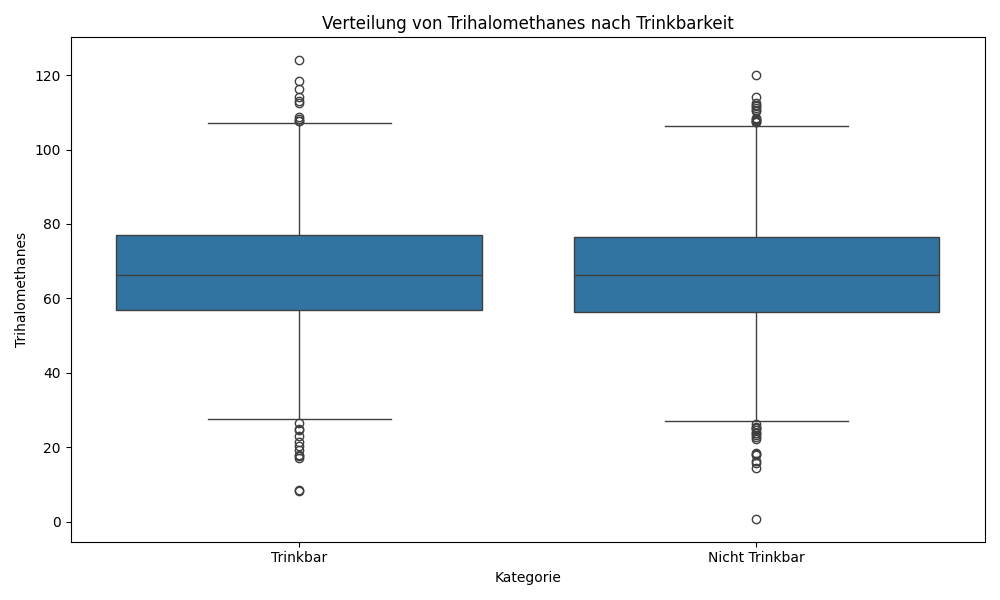 Verteilung von Trihalomethanes nach Trinkbarkeit
Trihalomethanes
120
100
80
60
40
20
0
Trinkbar
Nicht Trinkbar
Kategorie